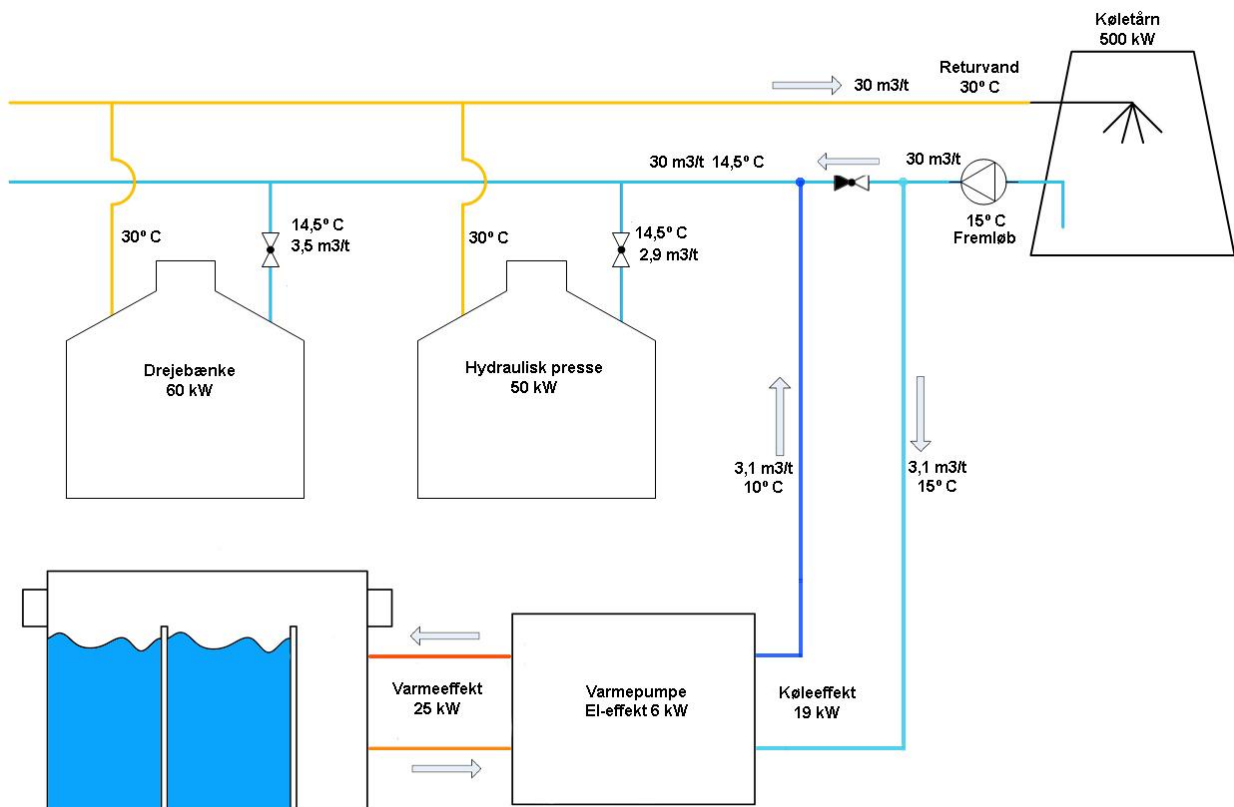 Køletårn
500 kW
Returvand
30º C
30 m3/t
30 m3/t 14,5º C
30 m3/t
15º C
Fremløb
30º C
14,5º C
3,5 m3/t
30º C
14,5º C
2,9 m3/t
Drejebænke
60 kW
Hydraulisk presse
50 kW
3,1 m3/t
10º C
3,1 m3/t
15º C
Varmeeffekt
25 kW
Varmepumpe
El-effekt 6 kW
Køleeffekt
19 kW